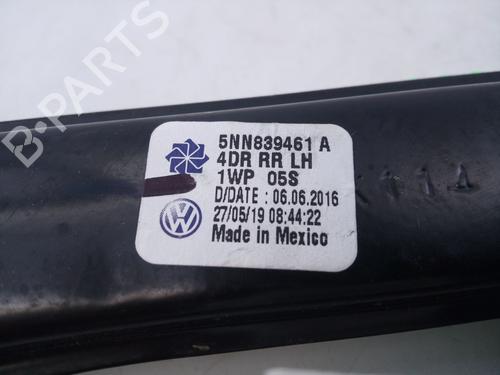 B-PARTS
5NN839461 A
4DR RR LH
1WP 05S
D/DATE : 06.06.2016
27/05/19 08:44:22
Made in Mexico